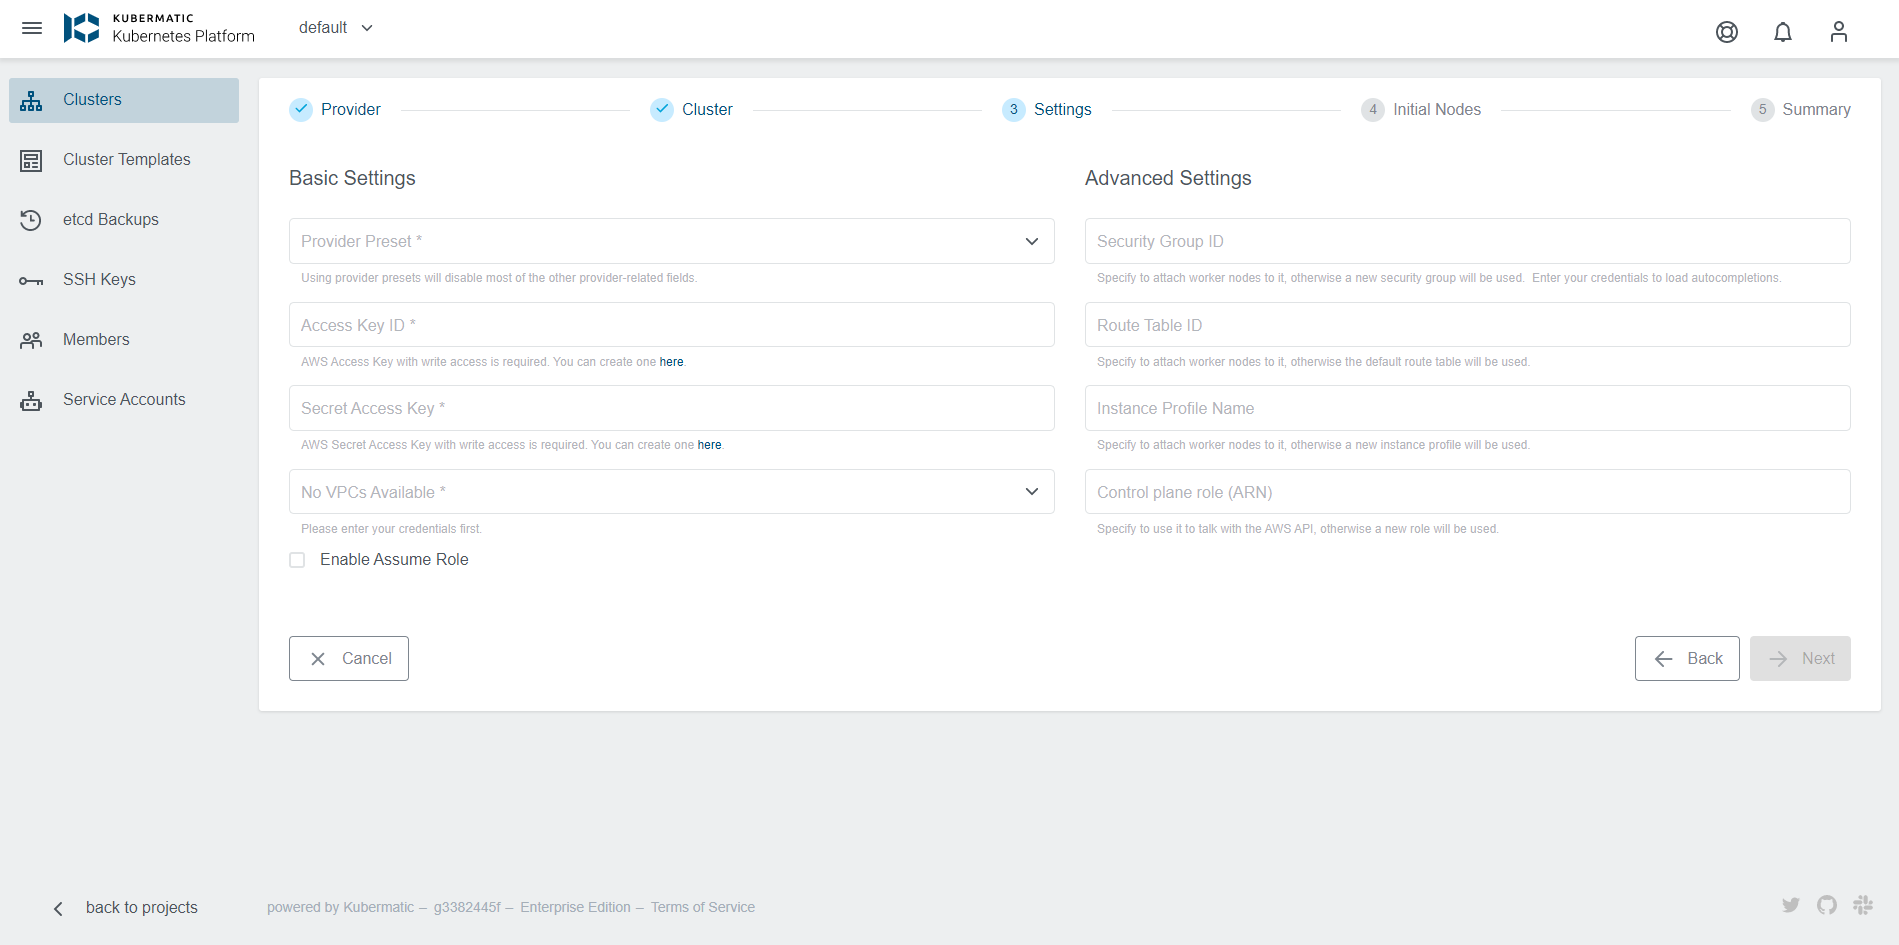 KUBERMATIC
Kubernetes Platform
default
Clusters
Cluster Templates
etcd Backups
SSH Keys
Members
Service Accounts
Provider
Cluster
3 Settings
4 Initial Nodes
5 Summary
Basic Settings
Provider Preset *
Using provider presets will disable most of the other provider-related fields.
Access Key ID *
AWS Access Key with write access is required. You can create one here.
Secret Access Key *
AWS Secret Access Key with write access is required. You can create one here.
No VPCs Available *
Please enter your credentials first.
Enable Assume Role
Advanced Settings
Security Group ID
Specify to attach worker nodes to it, otherwise a new security group will be used. Enter your credentials to load autocompletions.
Route Table ID
Specify to attach worker nodes to it, otherwise the default route table will be used.
Instance Profile Name
Specify to attach worker nodes to it, otherwise a new instance profile will be used.
Control plane role (ARN)
Specify to use it to talk with the AWS API, otherwise a new role will be used.
Cancel
Back
Next
back to projects
powered by Kubermatic – g3382445f – Enterprise Edition – Terms of Service